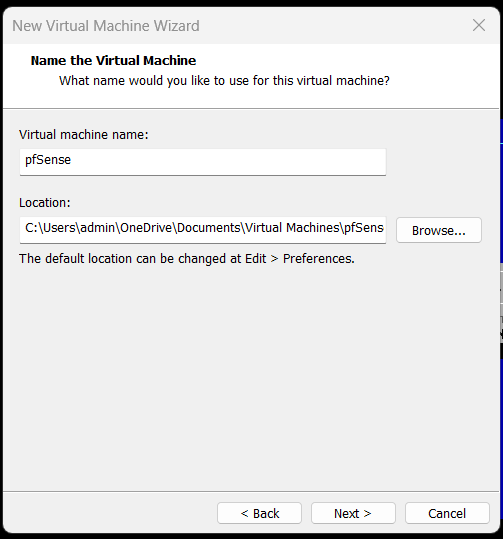 New Virtual Machine Wizard
Name the Virtual Machine
What name would you like to use for this virtual machine?
Virtual machine name:
pfSense
Location:
C:\Users\admin\OneDrive\Documents\Virtual Machines\pfSens
Browse...
The default location can be changed at Edit > Preferences.
< Back
Next >
Cancel